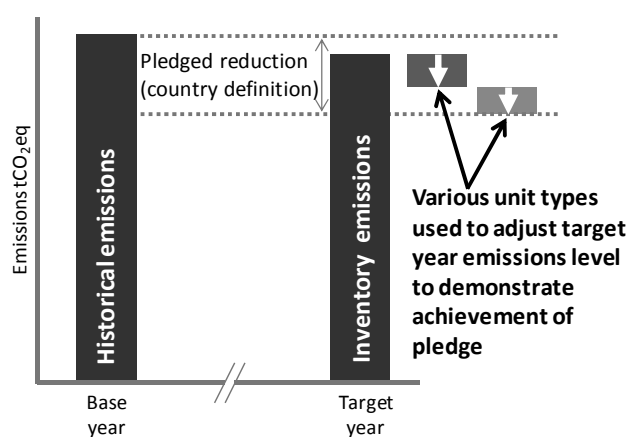 Emissions tCO₂eq
Pledged reduction
(country definition)
Historical emissions
Inventory emissions
Various unit types
used to adjust target
year emissions level
to demonstrate
achievement of
pledge
Base
year
Target
year